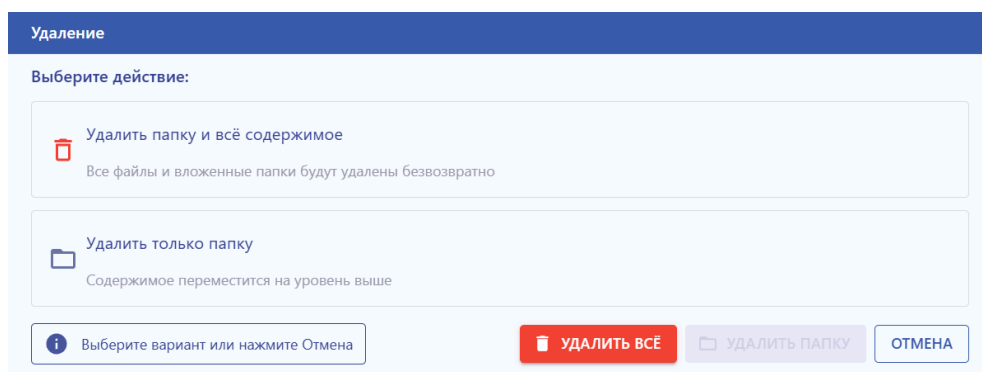 Удаление
Выберите действие:
Удалить папку и всё содержимое
Все файлы и вложенные папки будут удалены безвозвратно
Удалить только папку
Содержимое переместится на уровень выше
Выберите вариант или нажмите Отмена
УДАЛИТЬ ВСЁ
УДАЛИТЬ ПАПКУ
ОТМЕНА